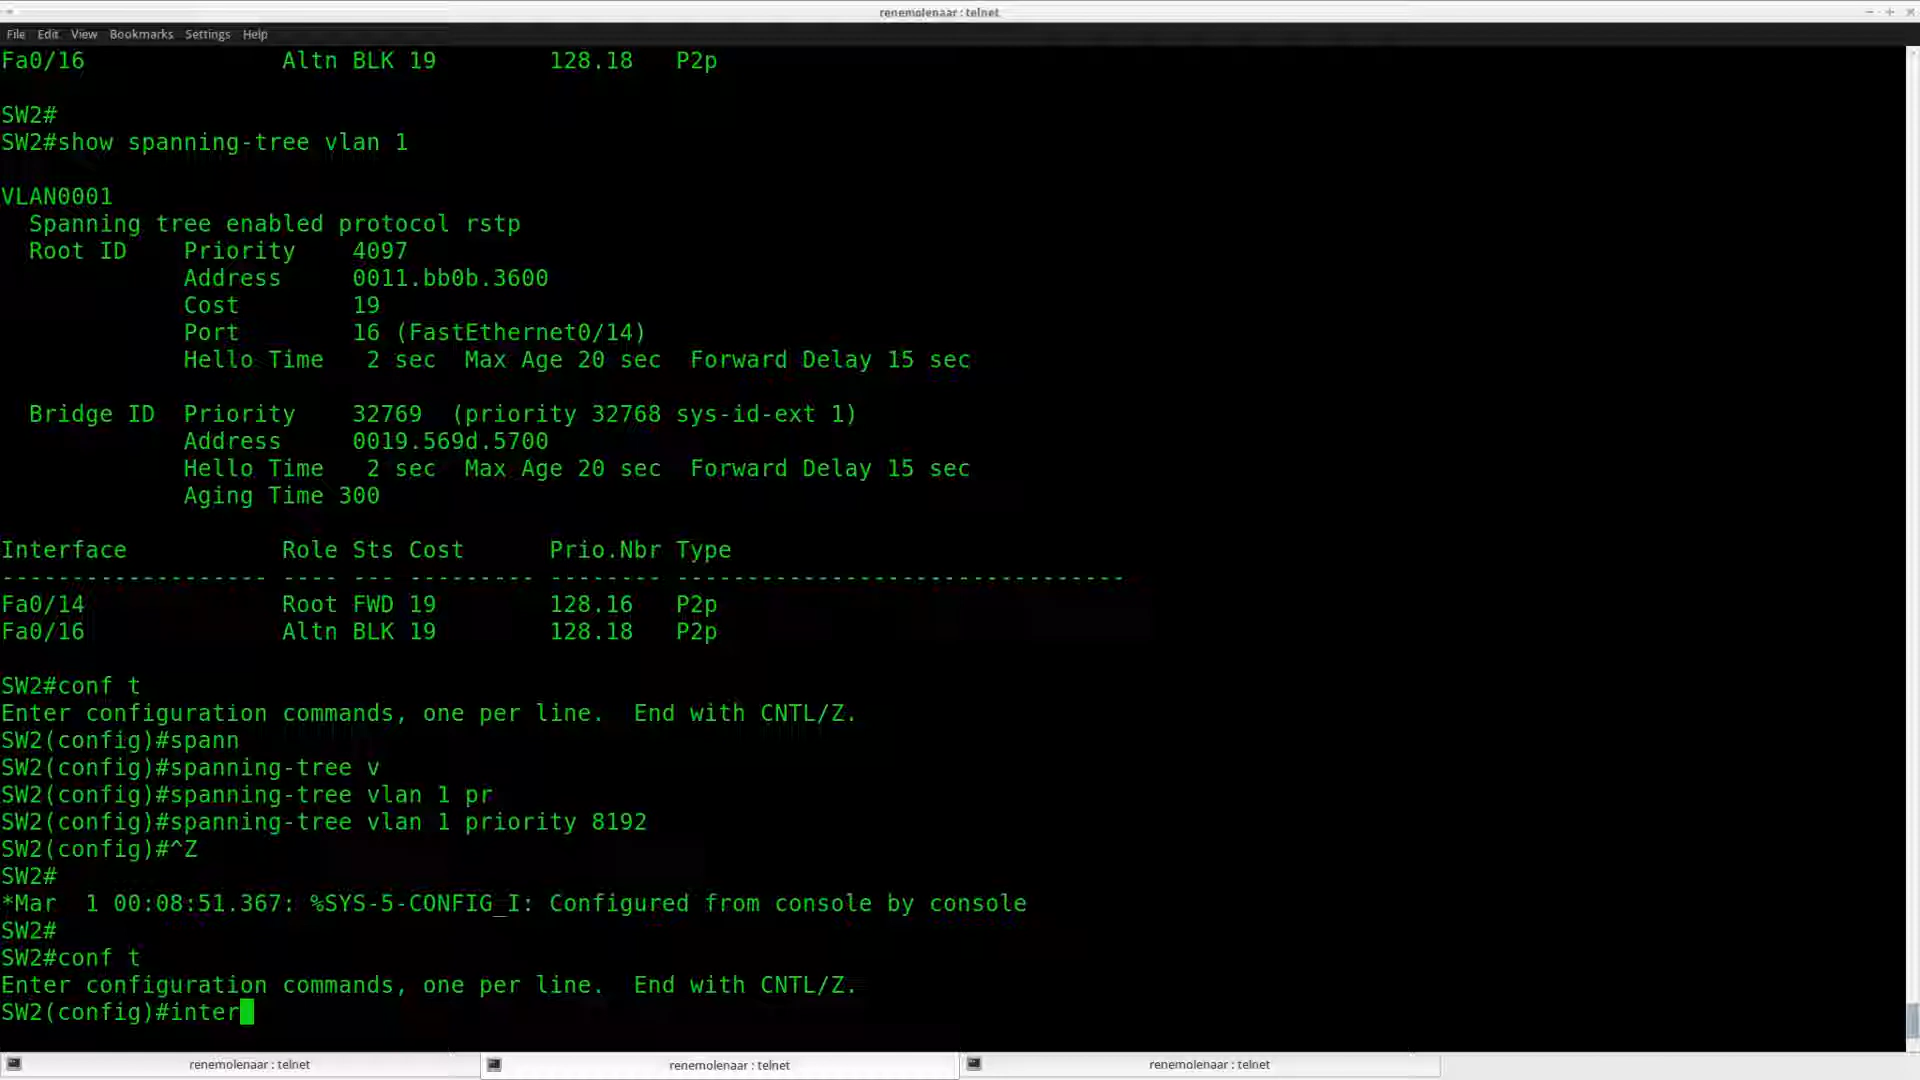 renemolenaar : telnet
File Edit View Bookmarks Settings Help
Fa0/16 Altn BLK 19 128.18 P2p
SW2#
SW2#show spanning-tree vlan 1
VLAN0001
Spanning tree enabled protocol rstp
Root ID Priority 4097
Address 0011.bb0b.3600
Cost 19
Port 16 (FastEthernet0/14)
Hello Time 2 sec Max Age 20 sec Forward Delay 15 sec
Bridge ID Priority 32769 (priority 32768 sys-id-ext 1)
Address 0019.569d.5700
Hello Time 2 sec Max Age 20 sec Forward Delay 15 sec
Aging Time 300
Interface Role Sts Cost Prio.Nbr Type
------------------- ---- --- --------- -------- --------------------------------
Fa0/14 Root FWD 19 128.16 P2p
Fa0/16 Altn BLK 19 128.18 P2p
SW2#conf t
Enter configuration commands, one per line. End with CNTL/Z.
SW2(config)#spann
SW2(config)#spanning-tree v
SW2(config)#spanning-tree vlan 1 pr
SW2(config)#spanning-tree vlan 1 priority 8192
SW2(config)#^Z
SW2#
*Mar 1 00:08:51.367: %SYS-5-CONFIG_I: Configured from console by console
SW2#
SW2#conf t
Enter configuration commands, one per line. End with CNTL/Z.
SW2(config)#inter
renemolenaar : telnet renemolenaar : telnet renemolenaar : telnet